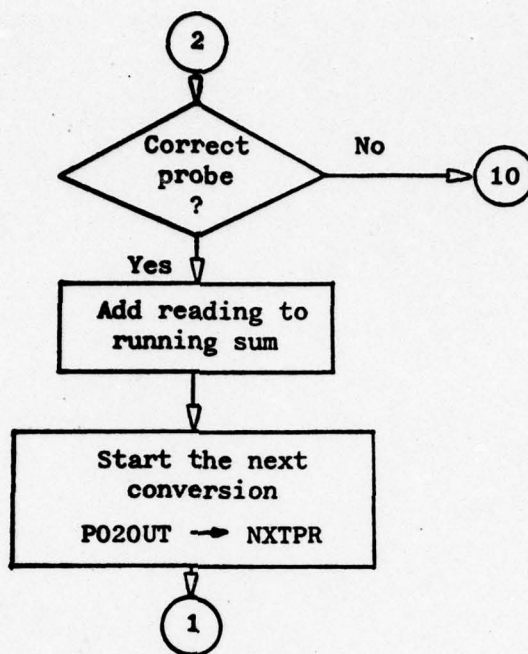 2
Correct
probe
?
No
10
Yes
Add reading to
running sum
Start the next
conversion
PO2OUT → NXTPR
1